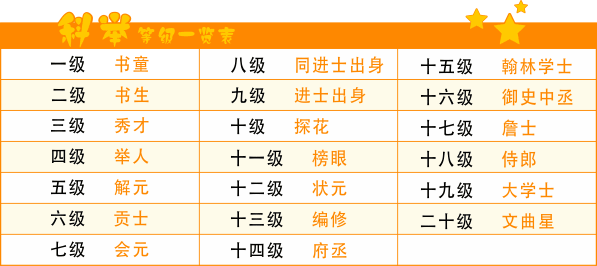 科举等级一览表
一级 书童 八级 同进士出身 十五级 翰林学士
二级 书生 九级 进士出身 十六级 御史中丞
三级 秀才 十级 探花 十七级 詹士
四级 举人 十一级 榜眼 十八级 侍郎
五级 解元 十二级 状元 十九级 大学士
六级 贡士 十三级 编修 二十级 文曲星
七级 会元 十四级 府丞